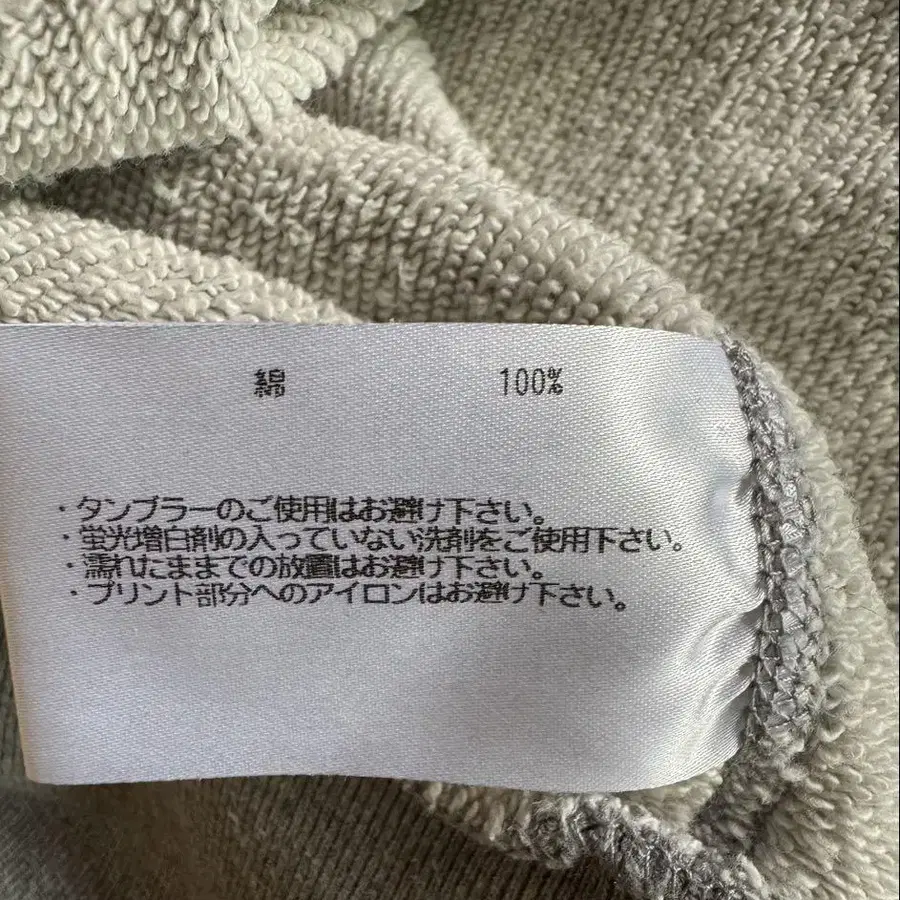 綿 100%
・タンブラーのご使用はお避け下さい。
・蛍光増白剤の入っていない洗剤をご使用下さい。
・濡れたままでの放置はお避け下さい。
・プリント部分へのアイロンはお避け下さい。